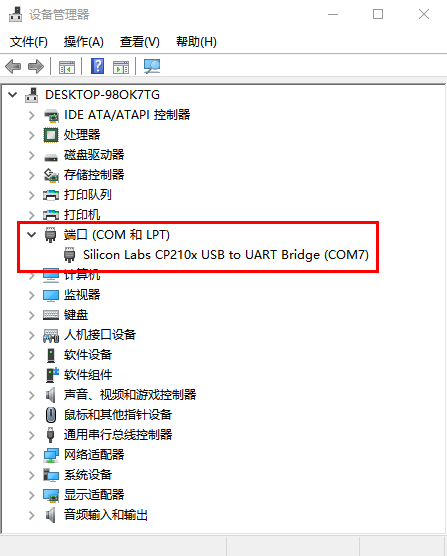 设备管理器
文件(F) 操作(A) 查看(V) 帮助(H)
DESKTOP-98OK7TG
IDE ATA/ATAPI 控制器
处理器
磁盘驱动器
存储控制器
打印队列
打印机
端口 (COM 和 LPT)
Silicon Labs CP210x USB to UART Bridge (COM7)
计算机
监视器
键盘
人机接口设备
软件设备
软件组件
声音、视频和游戏控制器
鼠标和其他指针设备
通用串行总线控制器
网络适配器
系统设备
显示适配器
音频输入和输出